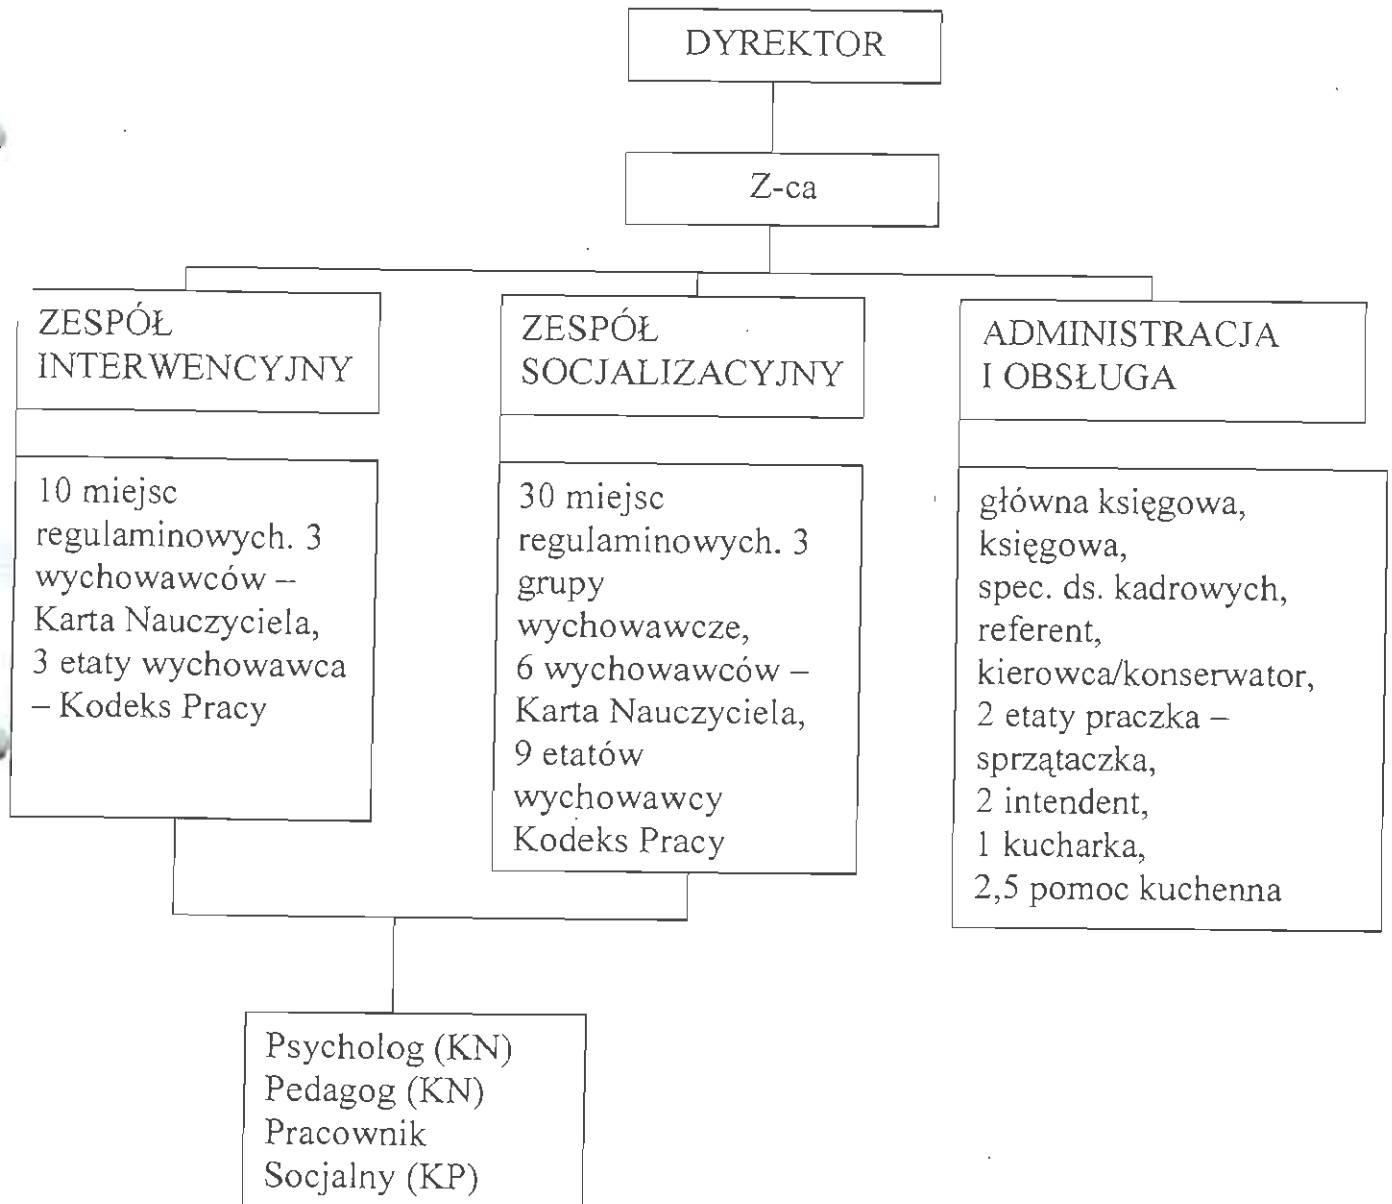 DYREKTOR
Z-ca
ZESPÓŁ
INTERWENCYJNY
ZESPÓŁ
SOCJALIZACYJNY
ADMINISTRACJA
I OBSŁUGA
10 miejsc
regulaminowych. 3
wychowawców –
Karta Nauczyciela,
3 etaty wychowawca
– Kodeks Pracy
30 miejsc
regulaminowych. 3
grupy
wychowawcze,
6 wychowawców –
Karta Nauczyciela,
9 etatów
wychowawcy
Kodeks Pracy
główna księgowa,
księgowa,
spec. ds. kadrowych,
referent,
kierowca/konserwator,
2 etaty praczka –
sprzątaczka,
2 intendent,
1 kucharka,
2,5 pomoc kuchenna
Psycholog (KN)
Pedagog (KN)
Pracownik
Socjalny (KP)